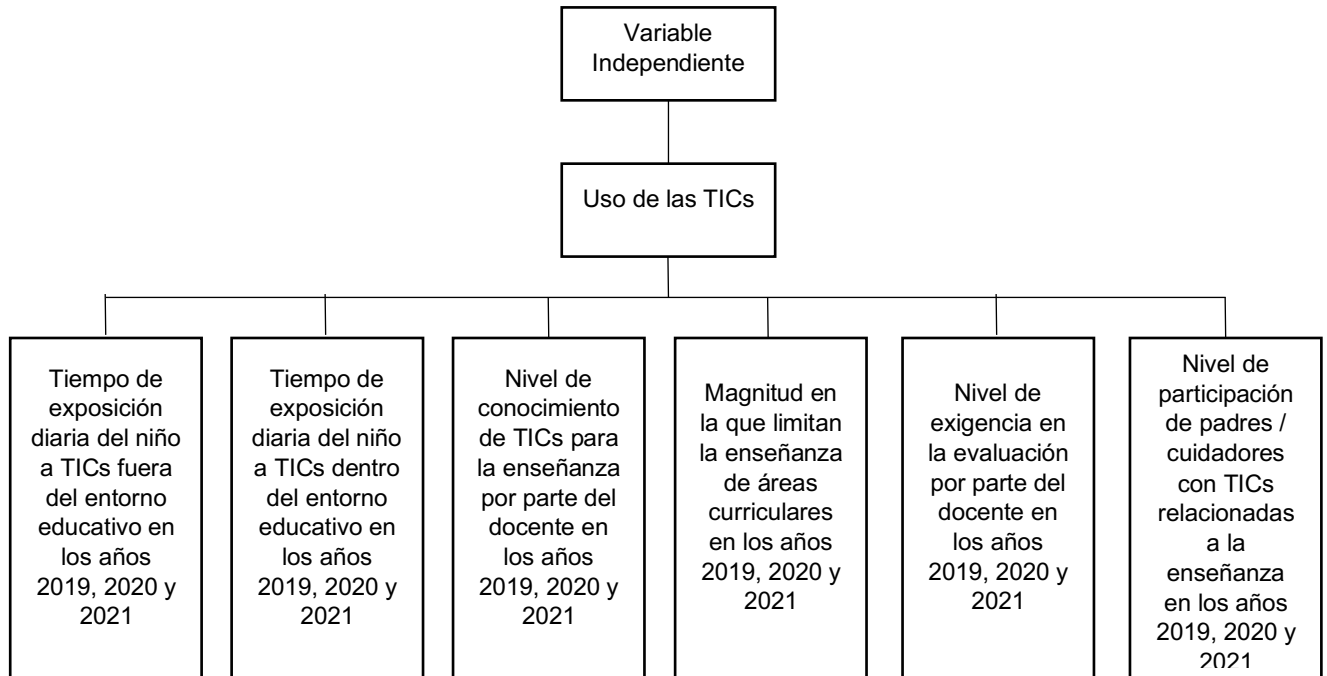 Variable
Independiente
Uso de las TICs
Tiempo de
exposición
diaria del niño
a TICs fuera
del entorno
educativo en
los años
2019, 2020 y
2021
Tiempo de
exposición
diaria del niño
a TICs dentro
del entorno
educativo en
los años
2019, 2020 y
2021
Nivel de
conocimiento
de TICs para
la enseñanza
por parte del
docente en
los años
2019, 2020 y
2021
Magnitud en
la que limitan
la enseñanza
de áreas
curriculares
en los años
2019, 2020 y
2021
Nivel de
exigencia en
la evaluación
por parte del
docente en
los años
2019, 2020 y
2021
Nivel de
participación
de padres /
cuidadores
con TICs
relacionadas
a la
enseñanza
en los años
2019, 2020 y
2021